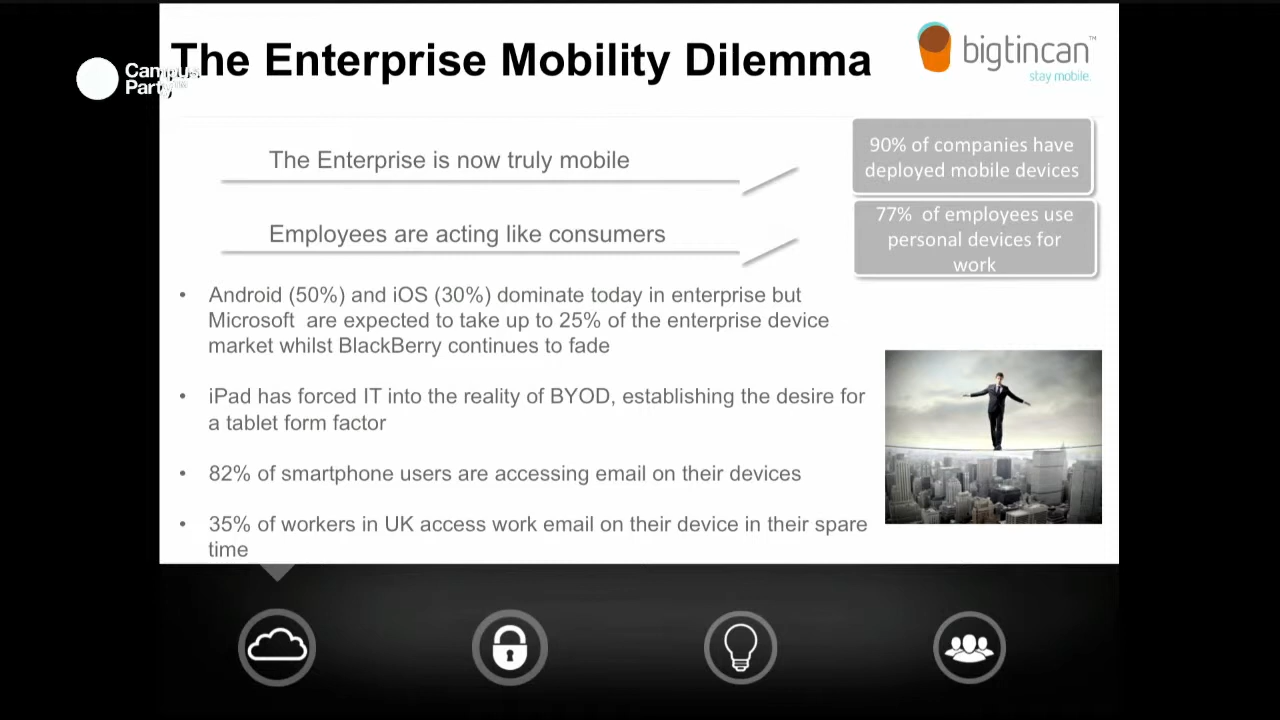 The Enterprise Mobility Dilemma
bigtincan™
stay mobile.
Campus
Party
The Enterprise is now truly mobile
90% of companies have
deployed mobile devices
Employees are acting like consumers
77% of employees use
personal devices for
work
• Android (50%) and iOS (30%) dominate today in enterprise but
Microsoft are expected to take up to 25% of the enterprise device
market whilst BlackBerry continues to fade
• iPad has forced IT into the reality of BYOD, establishing the desire for
a tablet form factor
• 82% of smartphone users are accessing email on their devices
• 35% of workers in UK access work email on their device in their spare
time